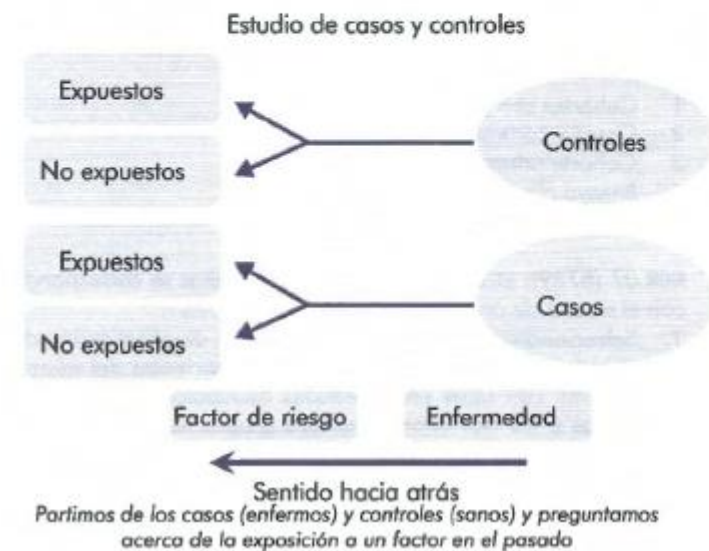 Estudio de casos y controles
Expuestos
No expuestos
Controles
Expuestos
No expuestos
Casos
Factor de riesgo
Enfermedad
Sentido hacia atrás
Partimos de los casos (enfermos) y controles (sanos) y preguntamos
acerca de la exposición a un factor en el pasado